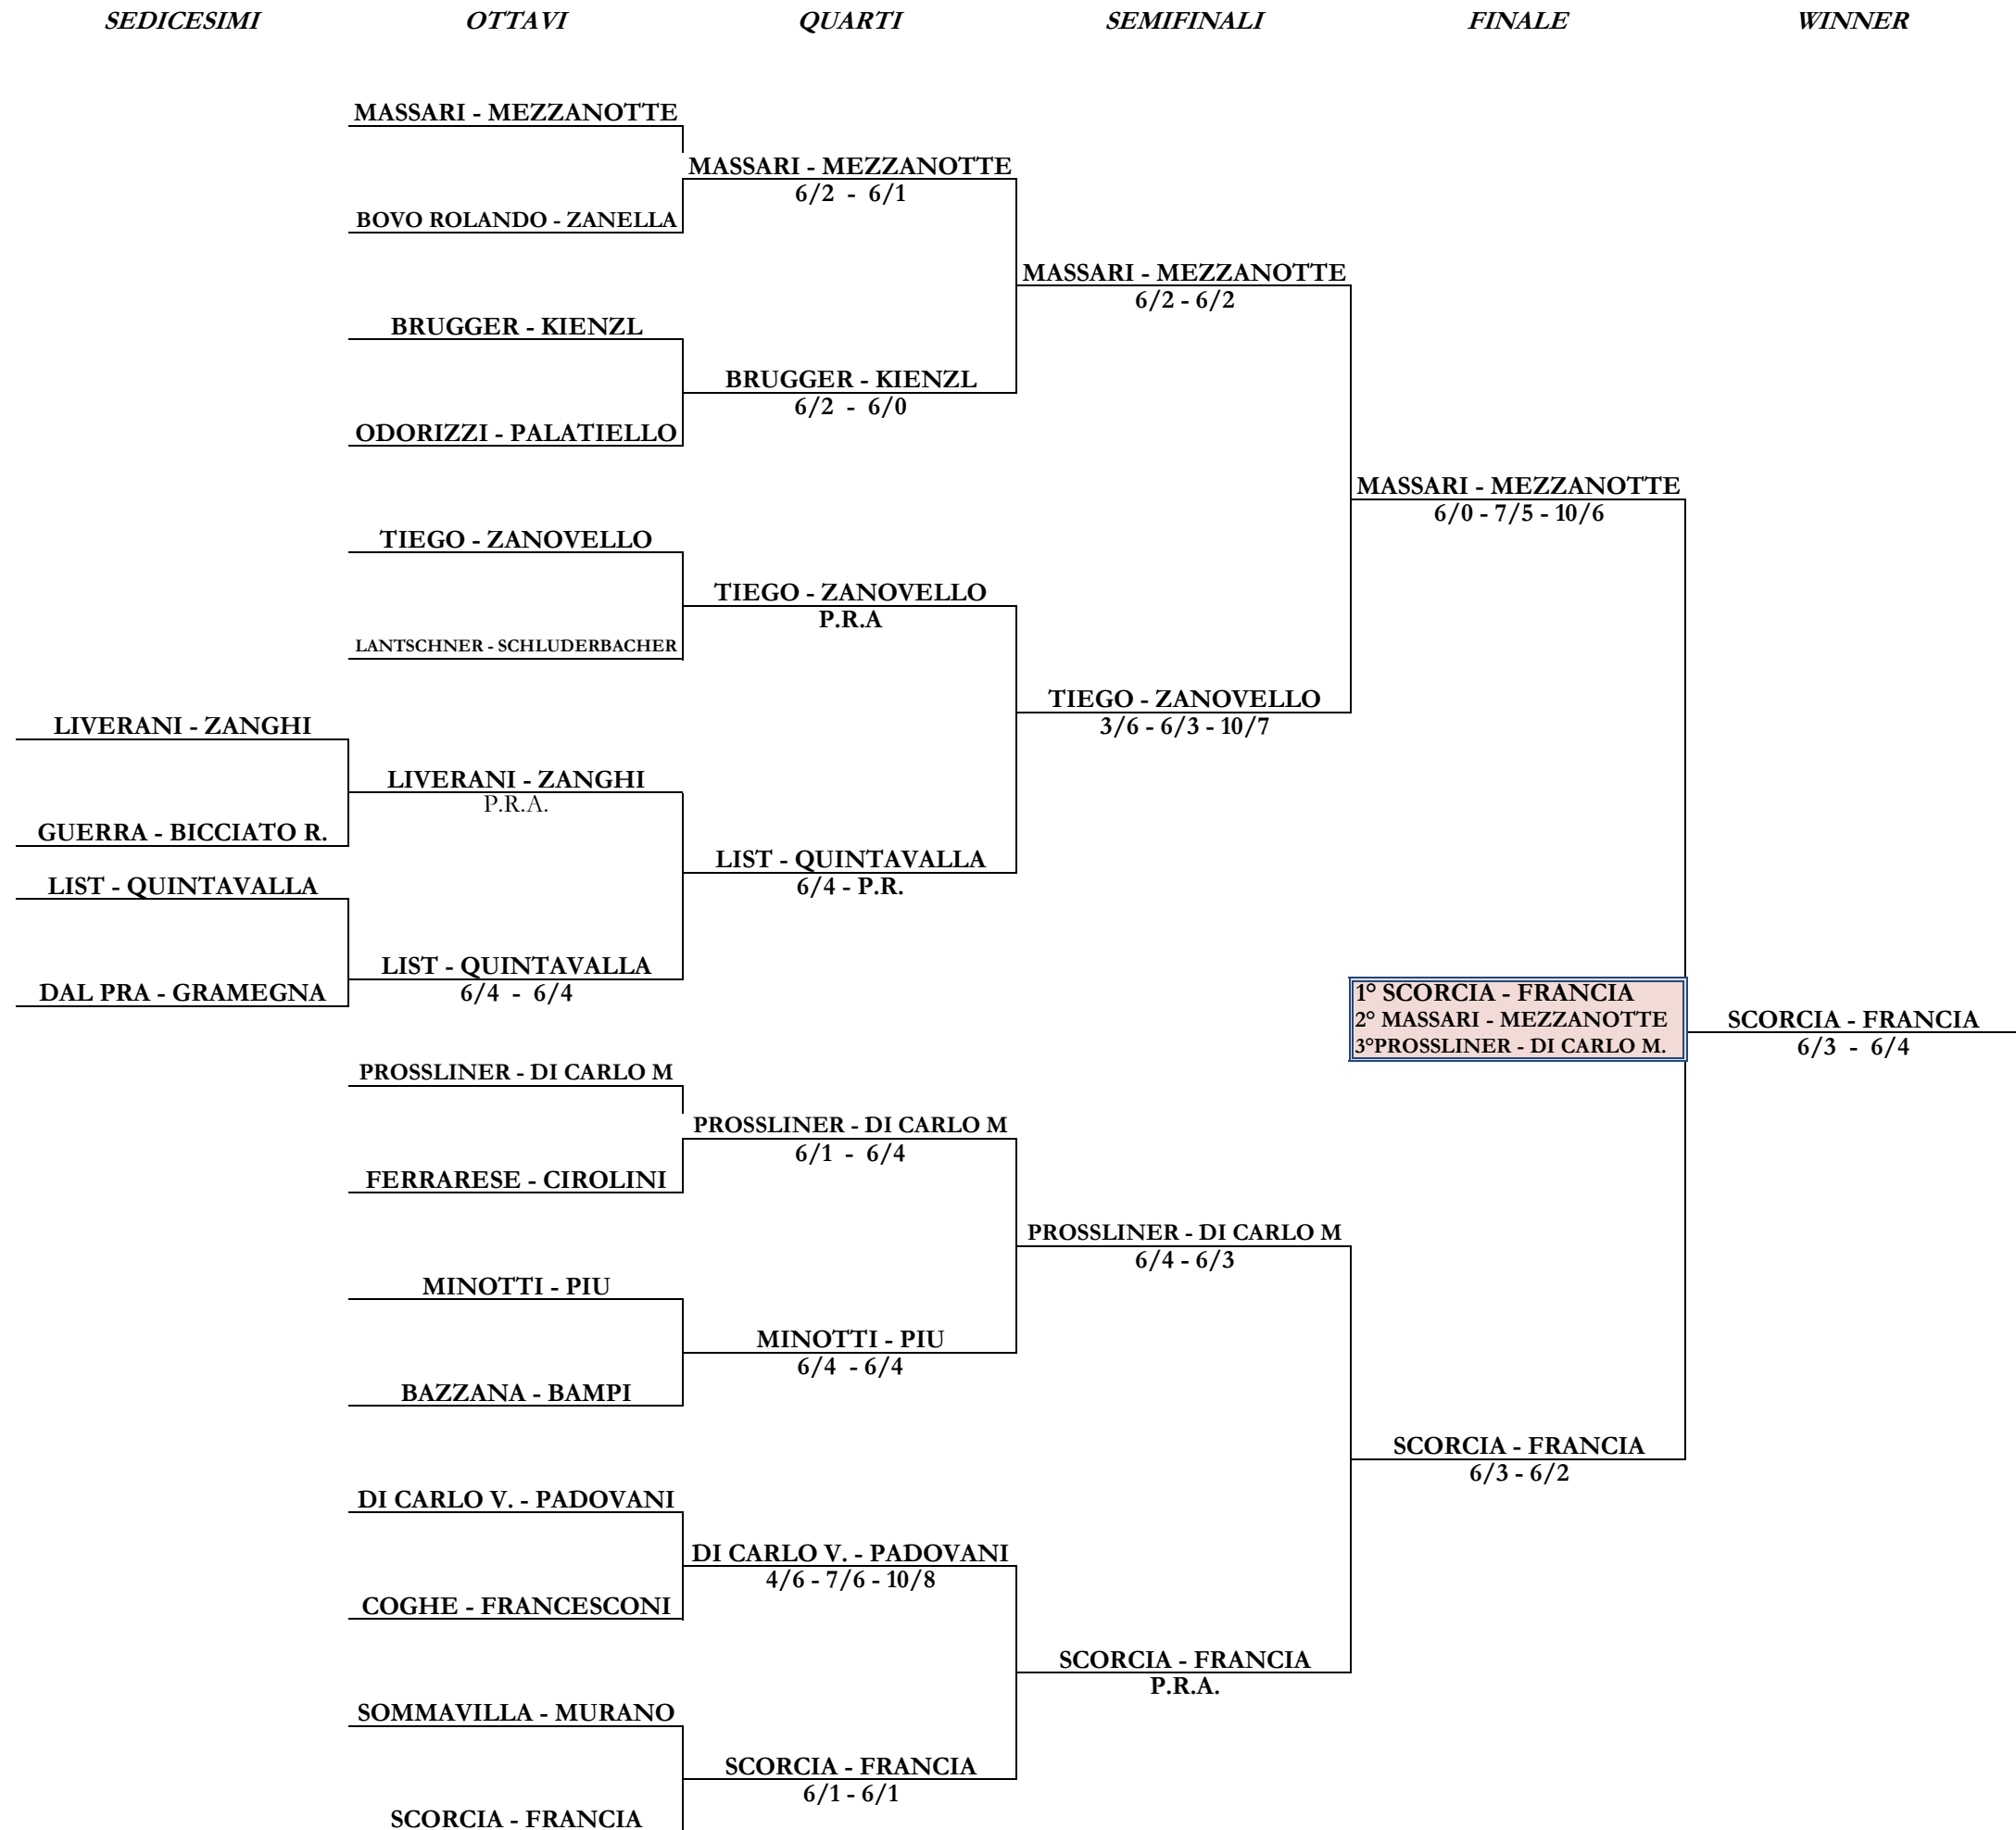 SEDICESIMI OTTAVI QUARTI SEMIFINALI FINALE WINNER
MASSARI - MEZZANOTTE
MASSARI - MEZZANOTTE
6/2 - 6/1
BOVO ROLANDO - ZANELLA
MASSARI - MEZZANOTTE
6/2 - 6/2
BRUGGER - KIENZL
BRUGGER - KIENZL
6/2 - 6/0
ODORIZZI - PALATIELLO
MASSARI - MEZZANOTTE
6/0 - 7/5 - 10/6
TIEGO - ZANOVELLO
TIEGO - ZANOVELLO
P.R.A
LANTSCHNER - SCHLUDERBACHER
TIEGO - ZANOVELLO
3/6 - 6/3 - 10/7
LIVERANI - ZANGHI
LIVERANI - ZANGHI
P.R.A.
GUERRA - BICCIATO R.
LIST - QUINTAVALLA
6/4 - P.R.
LIST - QUINTAVALLA
LIST - QUINTAVALLA
6/4 - 6/4
DAL PRA - GRAMEGNA
1° SCORCIA - FRANCIA
2° MASSARI - MEZZANOTTE
3°PROSSLINER - DI CARLO M.
SCORCIA - FRANCIA
6/3 - 6/4
PROSSLINER - DI CARLO M
PROSSLINER - DI CARLO M
6/1 - 6/4
FERRARESE - CIROLINI
PROSSLINER - DI CARLO M
6/4 - 6/3
MINOTTI - PIU
MINOTTI - PIU
6/4 - 6/4
BAZZANA - BAMPI
SCORCIA - FRANCIA
6/3 - 6/2
DI CARLO V. - PADOVANI
DI CARLO V. - PADOVANI
4/6 - 7/6 - 10/8
COGHE - FRANCESCONI
SCORCIA - FRANCIA
P.R.A.
SOMMAVILLA - MURANO
SCORCIA - FRANCIA
6/1 - 6/1
SCORCIA - FRANCIA